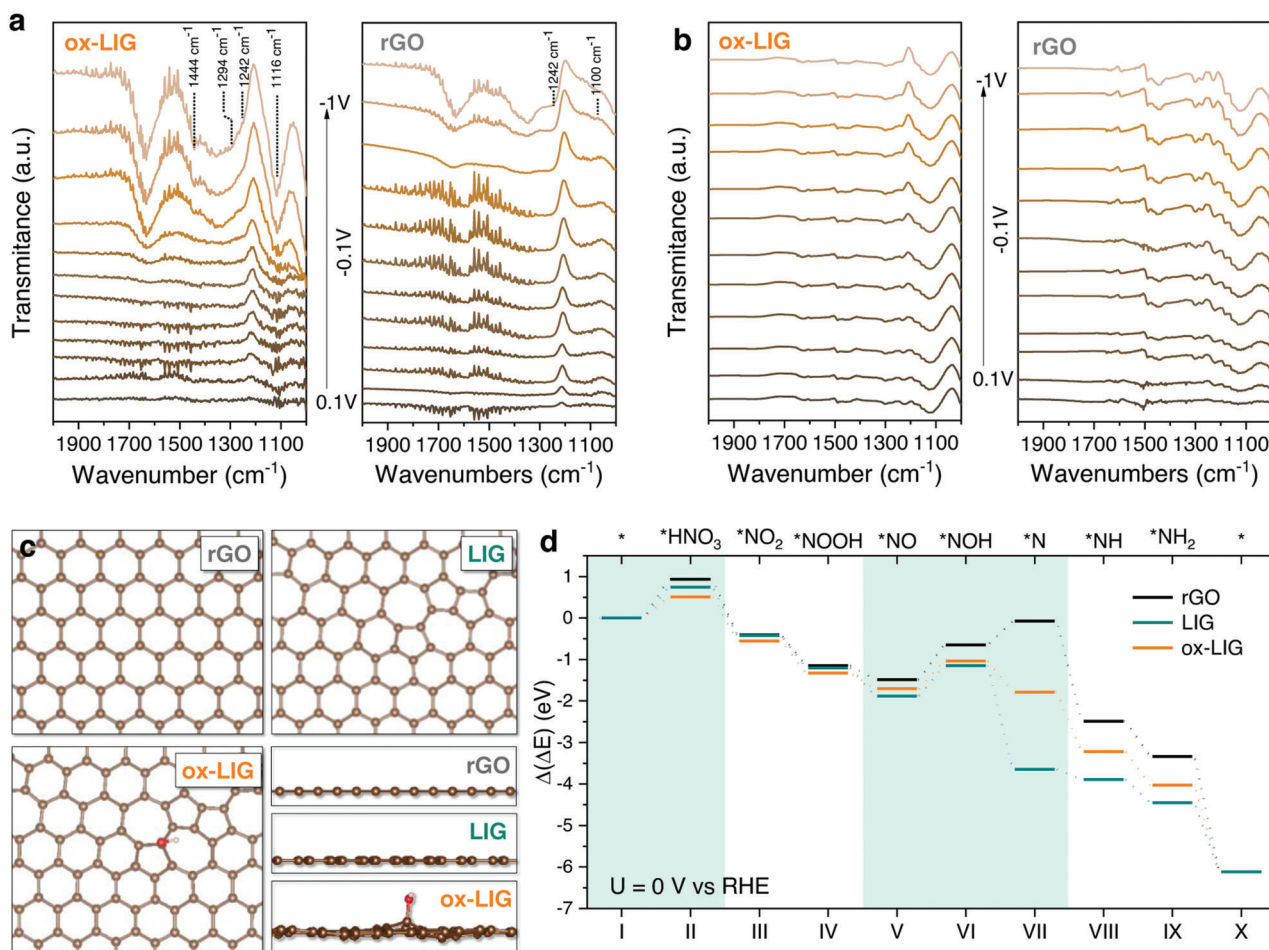 a
ox-LIG
1444 cm⁻¹
1294 cm⁻¹
1242 cm⁻¹
1116 cm⁻¹
Transmitance (a.u.)
1900 1700 1500 1300 1100
Wavenumber (cm⁻¹)
-1V
-0.1V
0.1V
rGO
1242 cm⁻¹
1100 cm⁻¹
1900 1700 1500 1300 1100
Wavenumbers (cm⁻¹)
b
ox-LIG
Transmitance (a.u.)
1900 1700 1500 1300 1100
Wavenumber (cm⁻¹)
-1V
-0.1V
0.1V
rGO
1900 1700 1500 1300 1100
Wavenumbers (cm⁻¹)
c
rGO
LIG
ox-LIG
rGO
LIG
ox-LIG
d
* *HNO₃ *NO₂ *NOOH *NO *NOH *N *NH *NH₂ *
Δ(ΔE) (eV)
1
0
-1
-2
-3
-4
-5
-6
-7
rGO
LIG
ox-LIG
U = 0 V vs RHE
I II III IV V VI VII VIII IX X